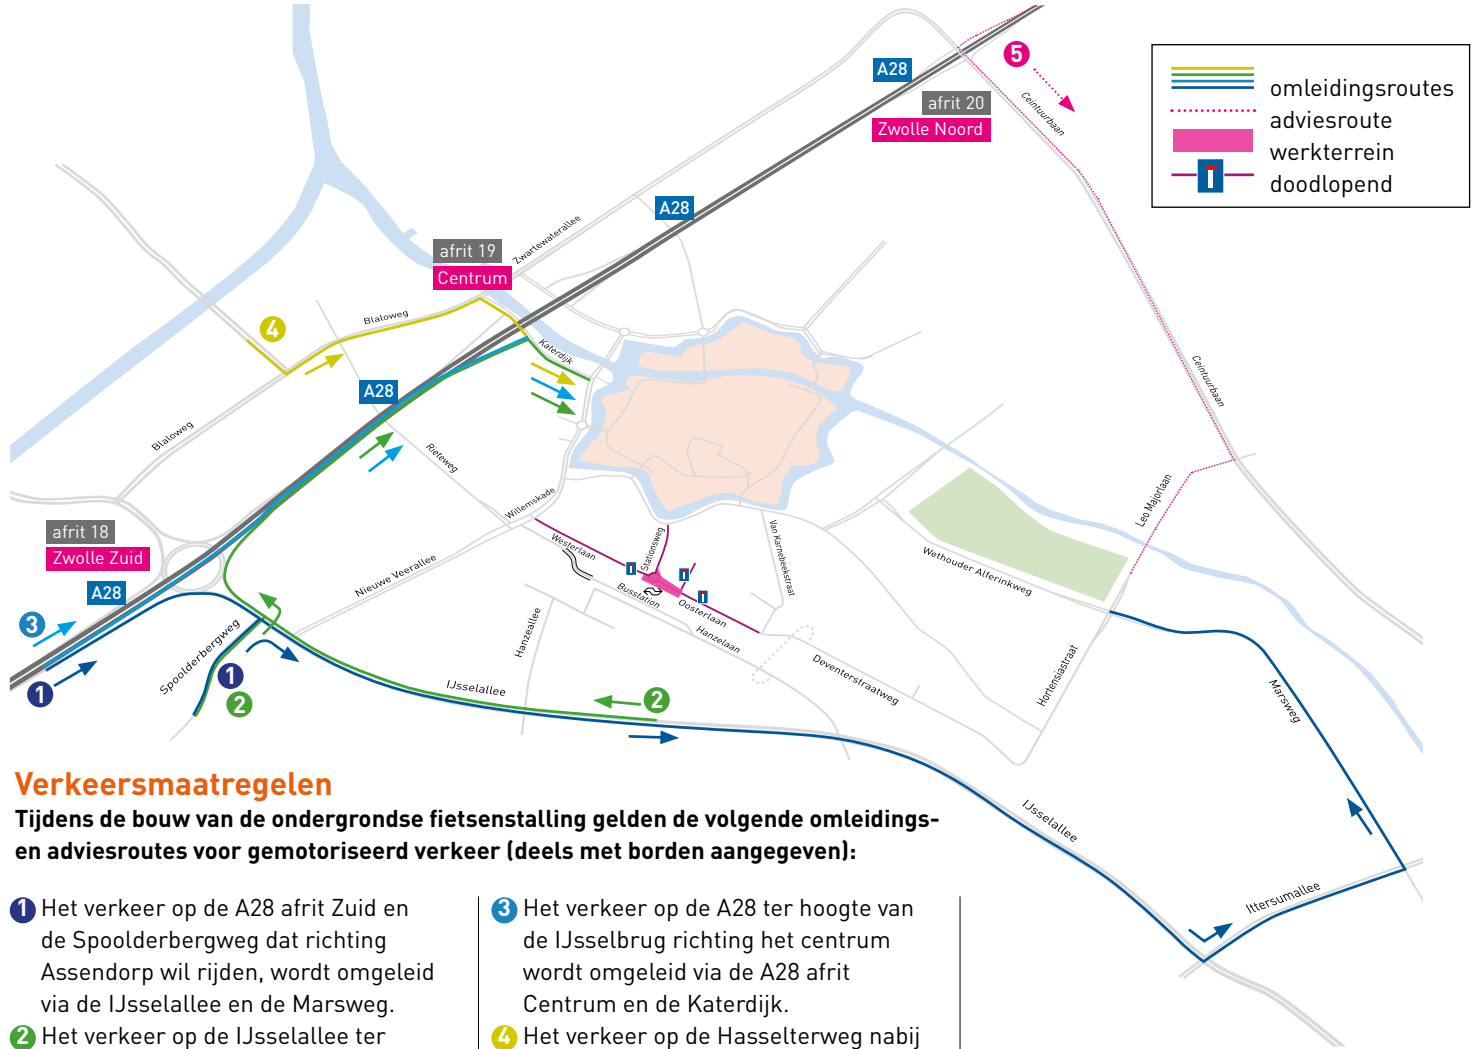 A28
afrit 20
Zwolle Noord
5
Ceintuurbaan
omleidingsroutes
adviesroute
werkterrein
doodlopend
A28
afrit 19
Centrum
Zwartewaterallee
4
Blaloweg
Katerdijk
A28
Blaloweg
Rieteweg
Ceintuurbaan
Willemskade
Leo Majorlaan
afrit 18
Zwolle Zuid
A28
Nieuwe Veerallee
Westerlaan
Stationsweg
Van Karnebeekstraat
Wethouder Alferinkweg
Busstation
Oosterlaan
Hanzelaan
Hanzeallee
3
1
Spoolderbergweg
1
2
IJsselallee
2
Deventerstraatweg
Hortensiastraat
Marsweg
IJsselallee
Ittersumallee
Verkeersmaatregelen
Tijdens de bouw van de ondergrondse fietsenstalling gelden de volgende omleidings-
en adviesroutes voor gemotoriseerd verkeer (deels met borden aangegeven):
1 Het verkeer op de A28 afrit Zuid en
de Spoolderbergweg dat richting
Assendorp wil rijden, wordt omgeleid
via de IJsselallee en de Marsweg.
2 Het verkeer op de IJsselallee ter
3 Het verkeer op de A28 ter hoogte van
de IJsselbrug richting het centrum
wordt omgeleid via de A28 afrit
Centrum en de Katerdijk.
4 Het verkeer op de Hasselterweg nabij